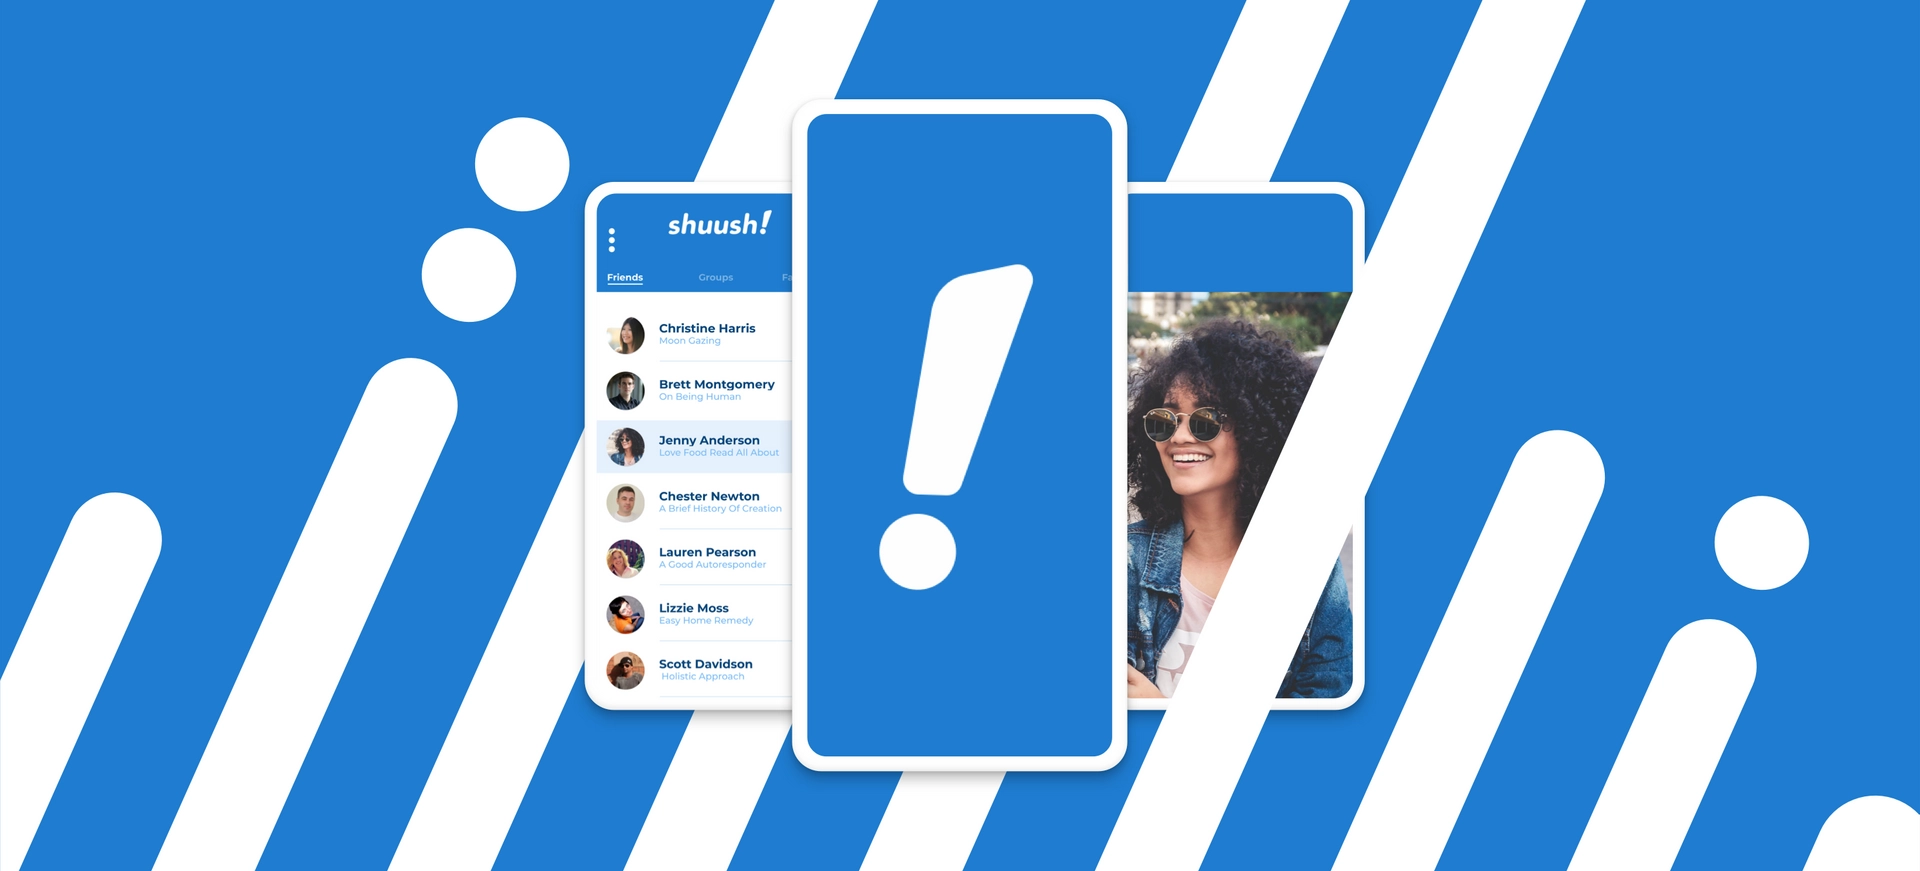 shuush!
Friends
Groups
Fa
Christine Harris
Moon Gazing
Brett Montgomery
On Being Human
Jenny Anderson
Love Food Read All About
Chester Newton
A Brief History Of Creation
Lauren Pearson
A Good Autoresponder
Lizzie Moss
Easy Home Remedy
Scott Davidson
Holistic Approach
!